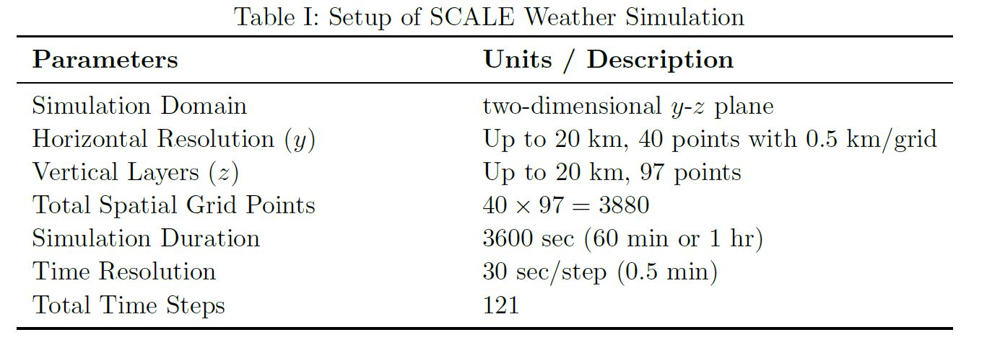 Table I: Setup of SCALE Weather Simulation
Parameters Units / Description
Simulation Domain two-dimensional y-z plane
Horizontal Resolution (y) Up to 20 km, 40 points with 0.5 km/grid
Vertical Layers (z) Up to 20 km, 97 points
Total Spatial Grid Points 40 × 97 = 3880
Simulation Duration 3600 sec (60 min or 1 hr)
Time Resolution 30 sec/step (0.5 min)
Total Time Steps 121